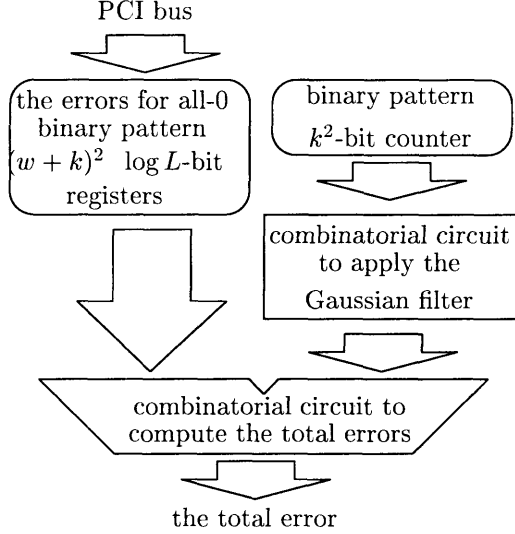 PCI bus
the errors for all-0
binary pattern
(w + k)² log L-bit
registers
binary pattern
k²-bit counter
combinatorial circuit
to apply the
Gaussian filter
combinatorial circuit to
compute the total errors
the total error